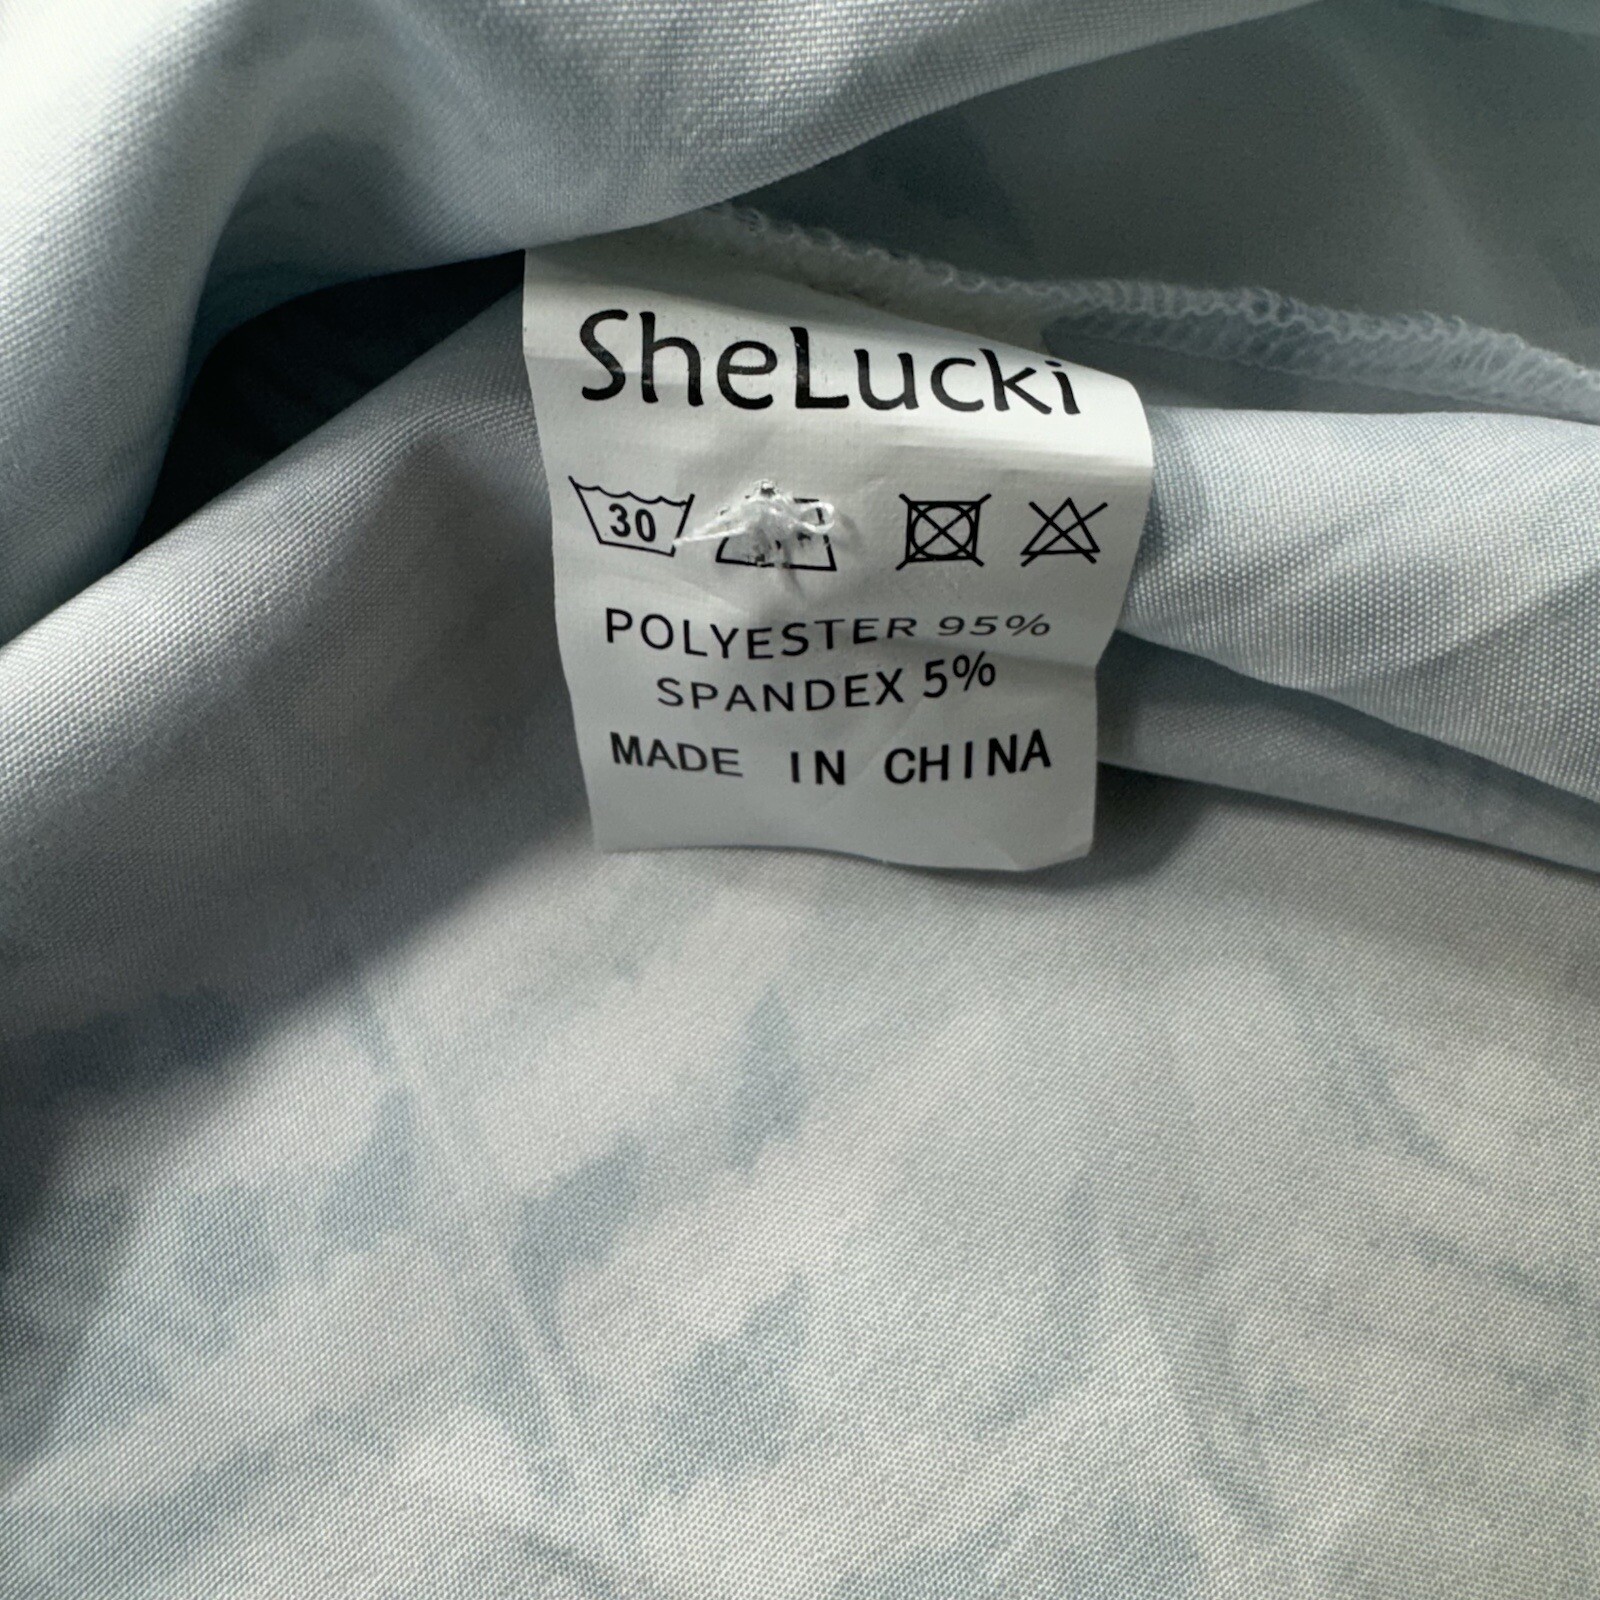 SheLucki
30
POLYESTER 95%
SPANDEX 5%
MADE IN CHINA